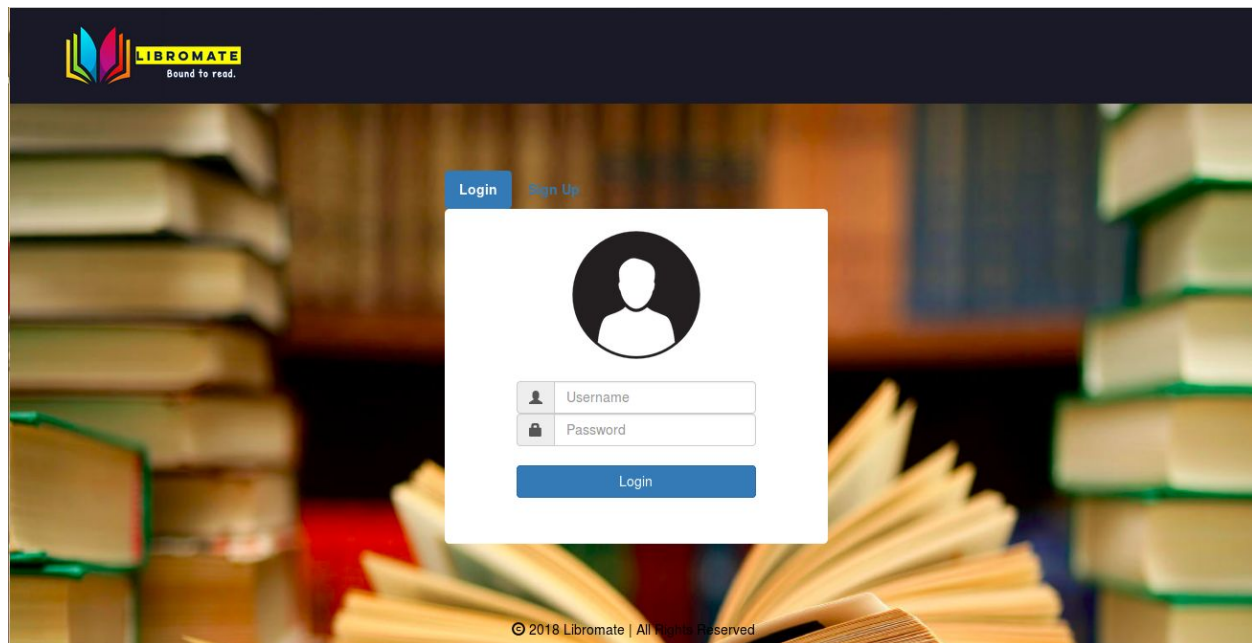 LIBROMATE
Bound to read.
Login Sign Up
Username
Password
Login
© 2018 Libromate | All Rights Reserved